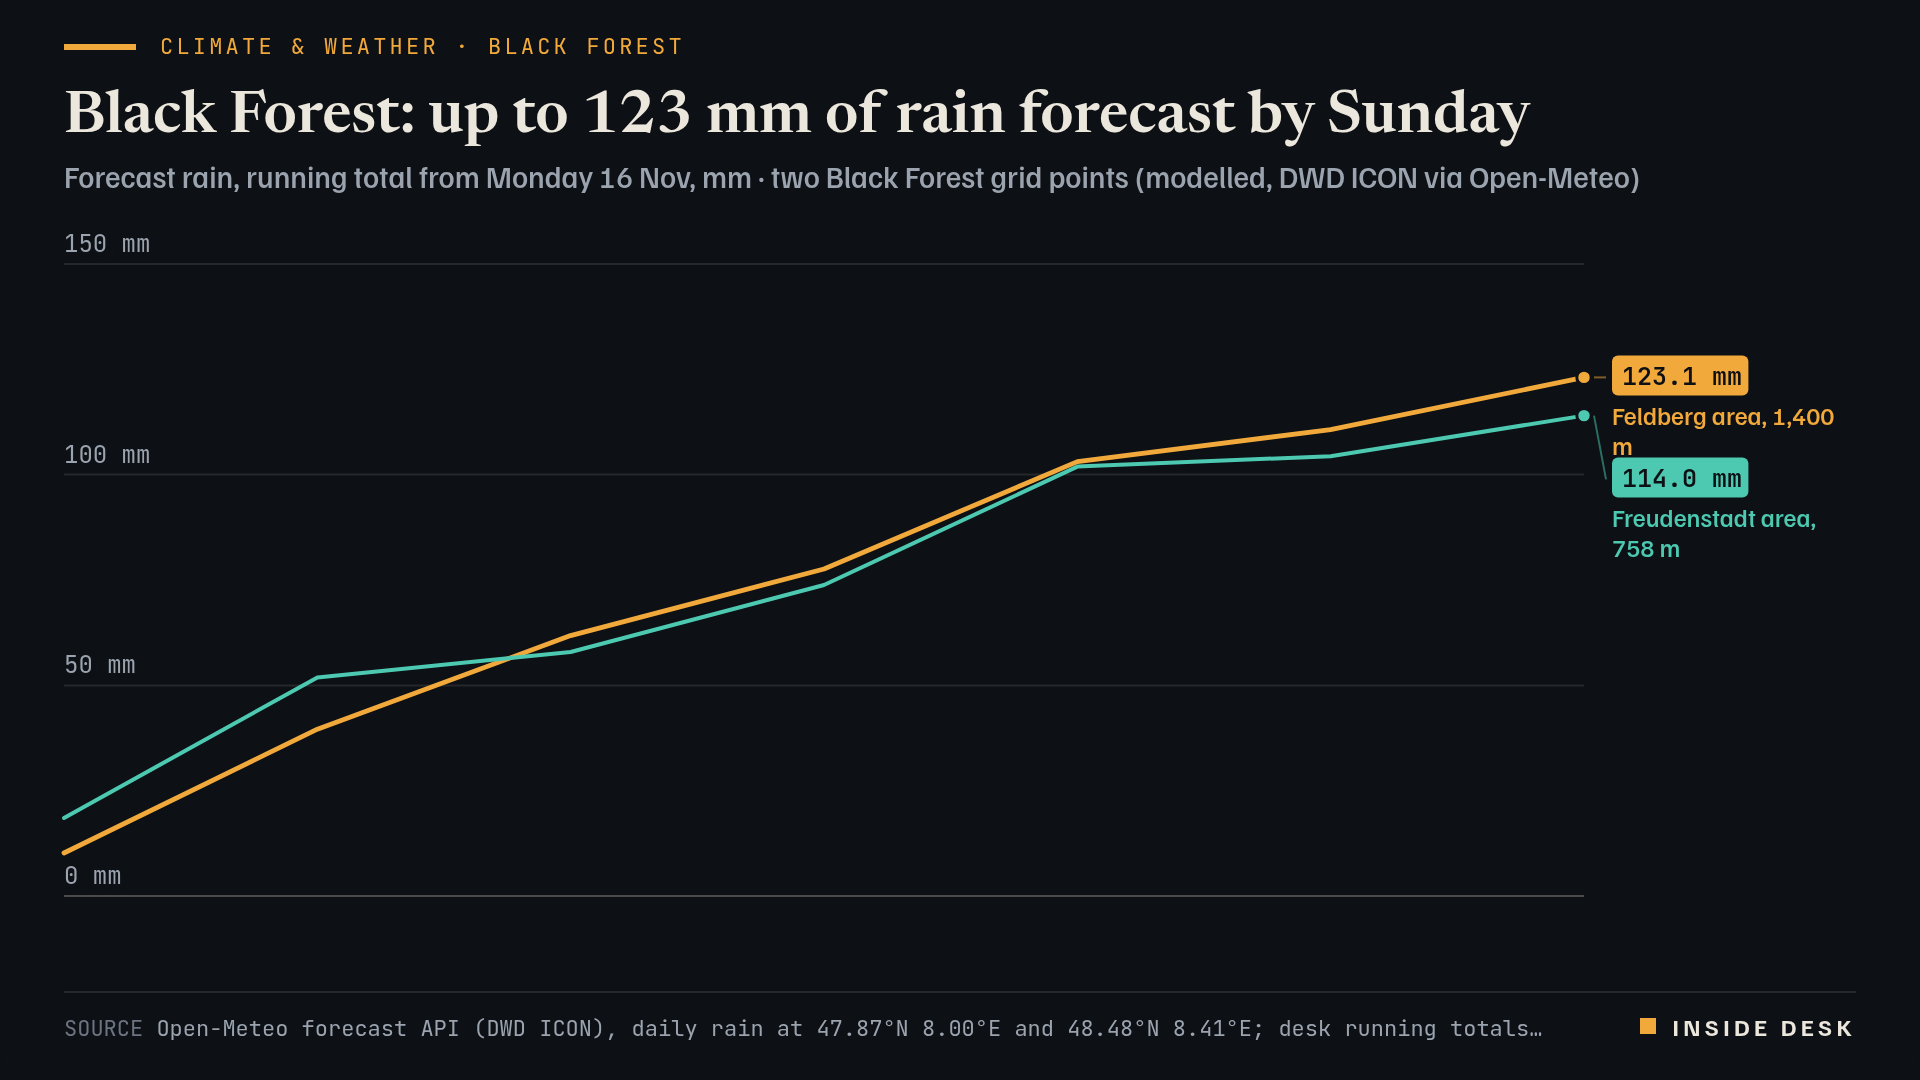 CLIMATE & WEATHER · BLACK FOREST
Black Forest: up to 123 mm of rain forecast by Sunday
Forecast rain, running total from Monday 16 Nov, mm · two Black Forest grid points (modelled, DWD ICON via Open-Meteo)
150 mm
123.1 mm
Feldberg area, 1,400
m
100 mm
114.0 mm
Freudenstadt area,
758 m
50 mm
0 mm
SOURCE Open-Meteo forecast API (DWD ICON), daily rain at 47.87°N 8.00°E and 48.48°N 8.41°E; desk running totals…
INSIDE DESK